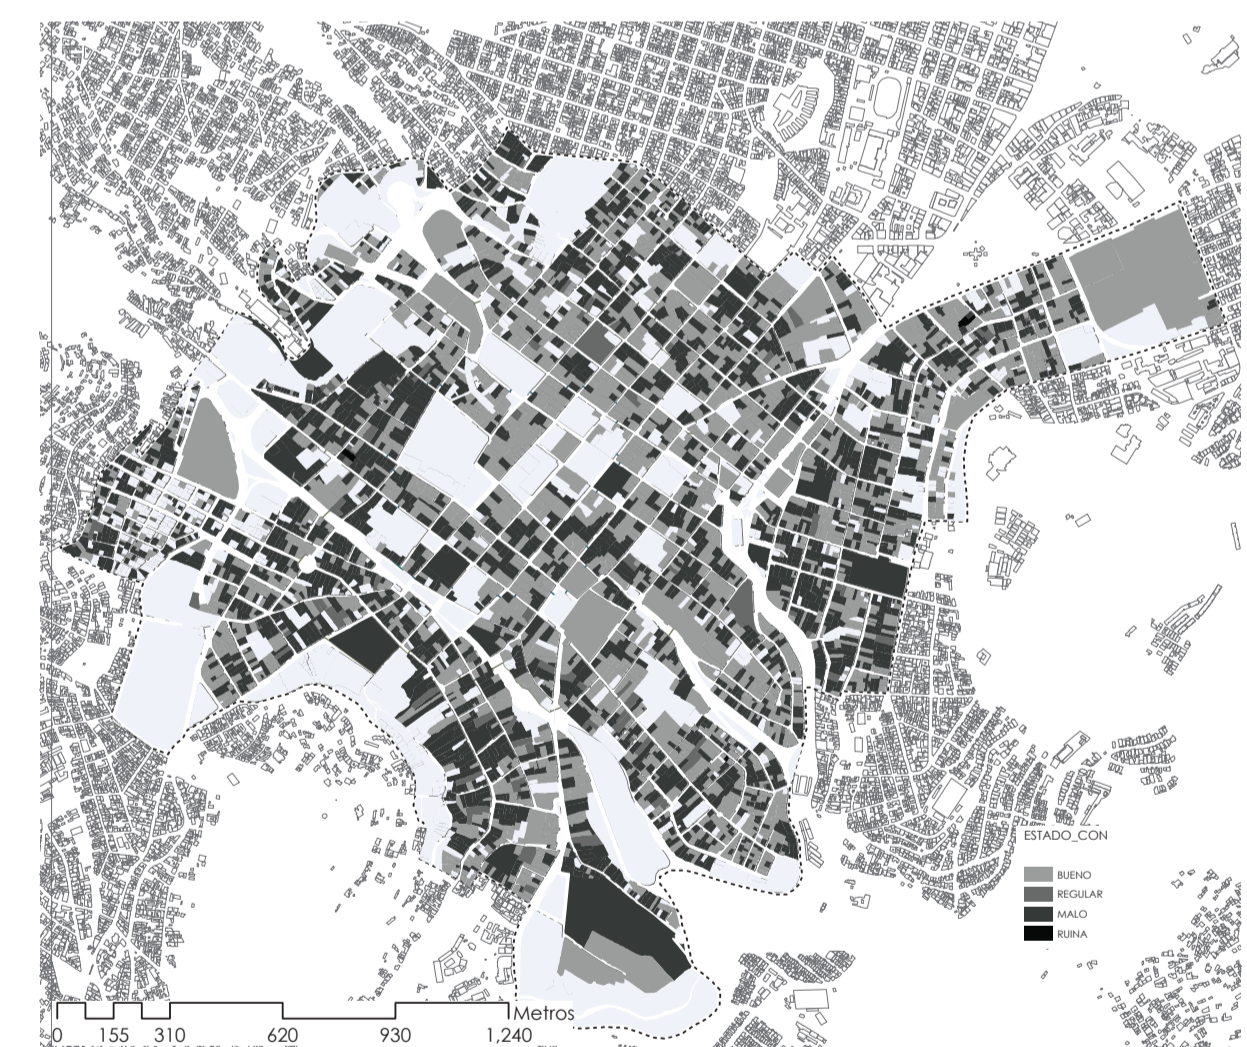 ESTADO_CON
BUENO
REGULAR
MALO
RUINA
Metros
0 155 310 620 930 1,240